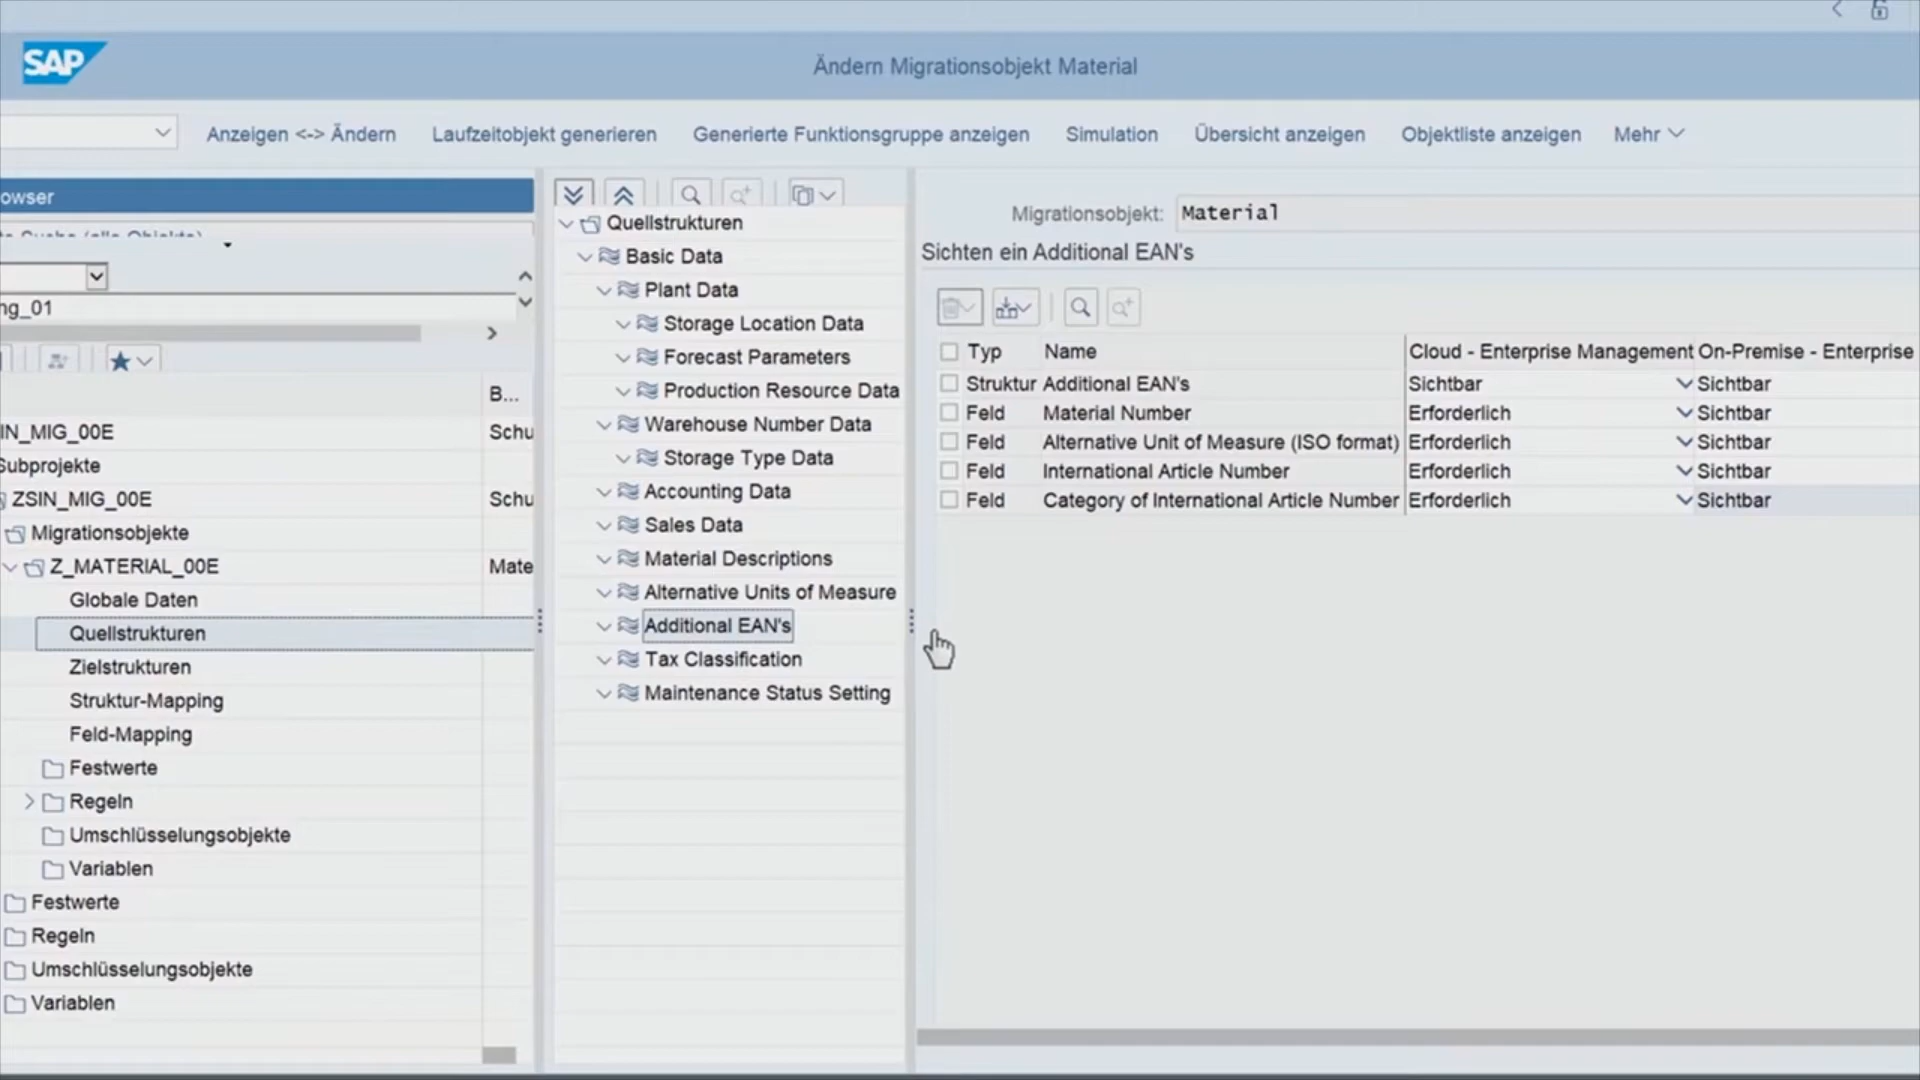 SAP
Ändern Migrationsobjekt Material
Anzeigen <-> Ändern
Laufzeitobjekt generieren
Generierte Funktionsgruppe anzeigen
Simulation
Übersicht anzeigen
Objektliste anzeigen
Mehr
owser
ng_01
B...
IN_MIG_00E
Schu
Subprojekte
ZSIN_MIG_00E
Schu
Migrationsobjekte
Z_MATERIAL_00E
Mate
Globale Daten
Quellstrukturen
Zielstrukturen
Struktur-Mapping
Feld-Mapping
Festwerte
Regeln
Umschlüsselungsobjekte
Variablen
Festwerte
Regeln
Umschlüsselungsobjekte
Variablen
Quellstrukturen
Basic Data
Plant Data
Storage Location Data
Forecast Parameters
Production Resource Data
Warehouse Number Data
Storage Type Data
Accounting Data
Sales Data
Material Descriptions
Alternative Units of Measure
Additional EAN's
Tax Classification
Maintenance Status Setting
Migrationsobjekt: Material
Sichten ein Additional EAN's
Typ Name Cloud - Enterprise Management On-Premise - Enterprise
Struktur Additional EAN's Sichtbar Sichtbar
Feld Material Number Erforderlich Sichtbar
Feld Alternative Unit of Measure (ISO format) Erforderlich Sichtbar
Feld International Article Number Erforderlich Sichtbar
Feld Category of International Article Number Erforderlich Sichtbar